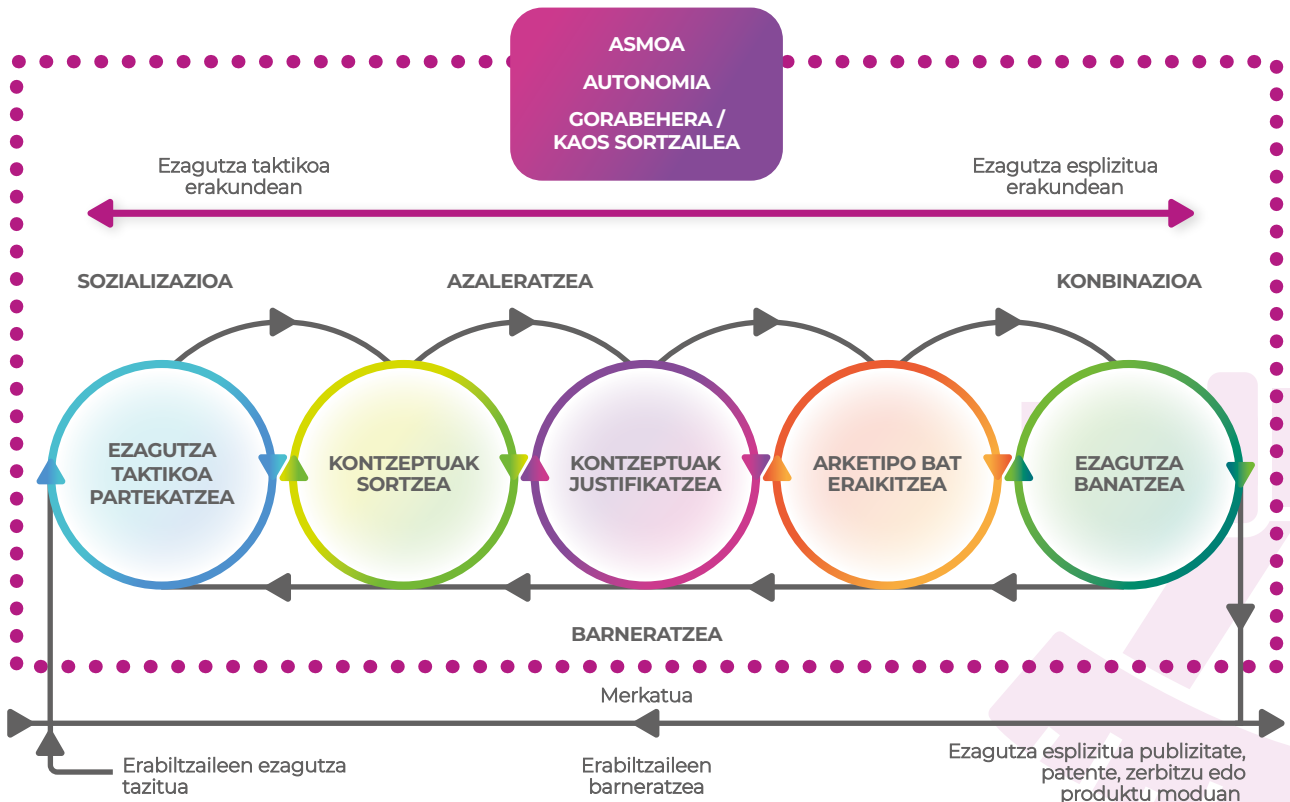 ASMOA
AUTONOMIA
GORABEHERA /
KAOS SORTZAILEA
Ezagutza taktikoa
erakundean
Ezagutza esplizitua
erakundean
SOZIALIZAZIOA
AZALERATZEA
KONBINAZIOA
EZAGUTZA
TAKTIKOA
PARTEKATZEA
KONTZEPTUAK
SORTZEA
KONTZEPTUAK
JUSTIFIKATZEA
ARKETIPO BAT
ERAIKITZEA
EZAGUTZA
BANATZEA
BARNERATZEA
Merkatua
Erabiltzaileen ezagutza
tazitua
Erabiltzaileen
barneratzea
Ezagutza esplizitua publizitate,
patente, zerbitzu edo
produktu moduan